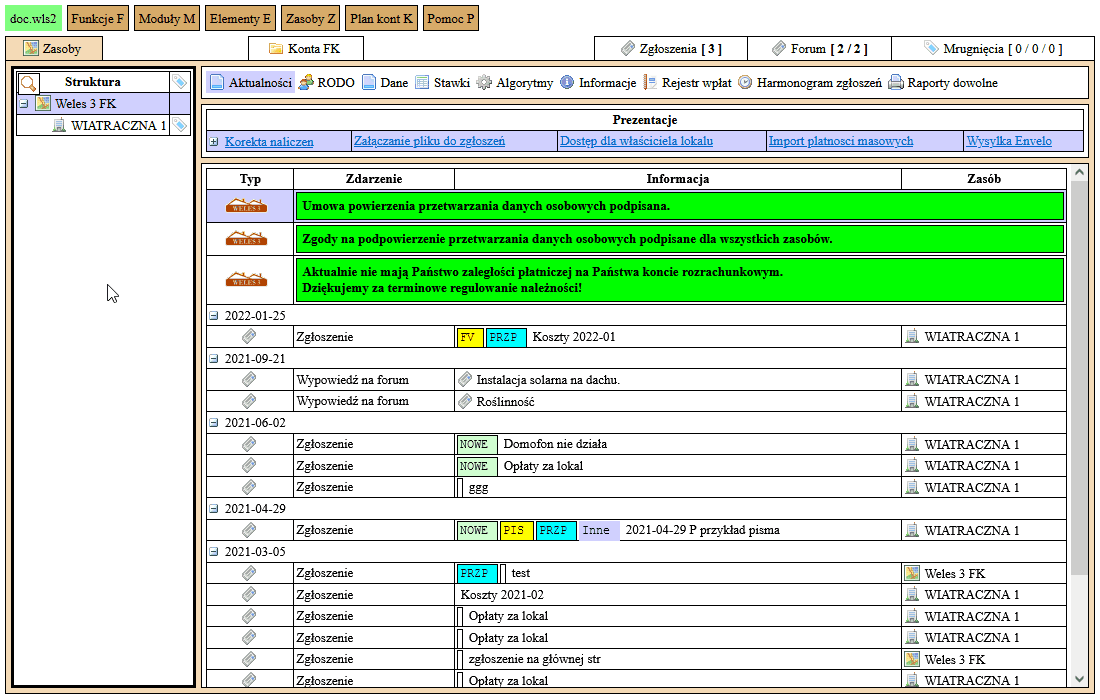 doc.wls2 Funkcje F Moduły M Elementy E Zasoby Z Plan kont K Pomoc P
Zasoby Konta FK Zgłoszenia [ 3 ] Forum [ 2 / 2 ] Mrugnięcia [ 0 / 0 / 0 ]
Struktura
Weles 3 FK
WIATRACZNA 1
Aktualności RODO Dane Stawki Algorytmy Informacje Rejestr wpłat Harmonogram zgłoszeń Raporty dowolne
Prezentacje
Korekta naliczen Załączanie pliku do zgłoszeń Dostęp dla właściciela lokalu Import platnosci masowych Wysylka Envelo
Typ Zdarzenie Informacja Zasób
WELES 3 Umowa powierzenia przetwarzania danych osobowych podpisana.
WELES 3 Zgody na podpowierzenie przetwarzania danych osobowych podpisane dla wszystkich zasobów.
WELES 3 Aktualnie nie mają Państwo zaległości płatniczej na Państwa koncie rozrachunkowym.
Dziękujemy za terminowe regulowanie należności!
2022-01-25
Zgłoszenie FV PRZP Koszty 2022-01 WIATRACZNA 1
2021-09-21
Wypowiedź na forum Instalacja solarna na dachu. WIATRACZNA 1
Wypowiedź na forum Roślinność WIATRACZNA 1
2021-06-02
Zgłoszenie NOWE Domofon nie działa WIATRACZNA 1
Zgłoszenie NOWE Opłaty za lokal WIATRACZNA 1
Zgłoszenie ggg WIATRACZNA 1
2021-04-29
Zgłoszenie NOWE PIS PRZP Inne 2021-04-29 P przykład pisma WIATRACZNA 1
2021-03-05
Zgłoszenie PRZP test Weles 3 FK
Zgłoszenie Koszty 2021-02 WIATRACZNA 1
Zgłoszenie Opłaty za lokal WIATRACZNA 1
Zgłoszenie Opłaty za lokal WIATRACZNA 1
Zgłoszenie zgłoszenie na głównej str Weles 3 FK
Zgłoszenie Opłaty za lokal WIATRACZNA 1